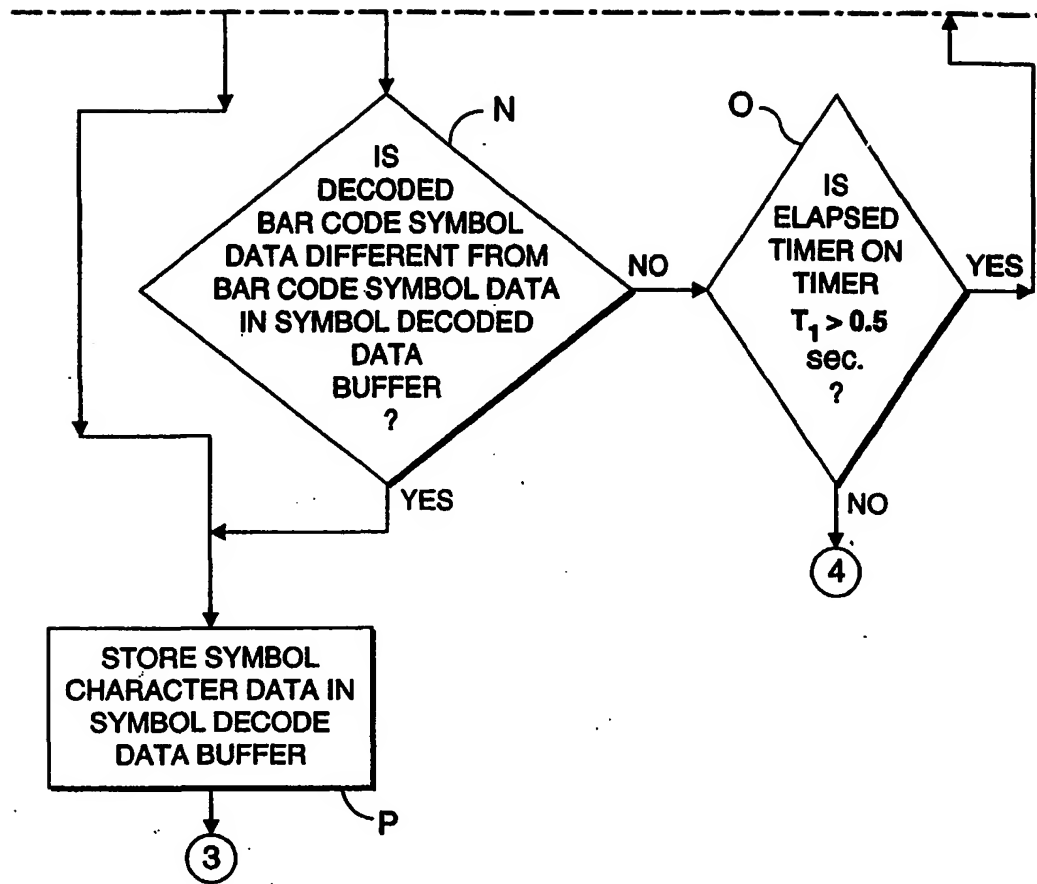 N
IS
DECODED
BAR CODE SYMBOL
DATA DIFFERENT FROM
BAR CODE SYMBOL DATA
IN SYMBOL DECODED
DATA
BUFFER
?
NO
YES
O
IS
ELAPSED
TIMER ON
TIMER
T₁ > 0.5
sec.
?
YES
NO
4
STORE SYMBOL
CHARACTER DATA IN
SYMBOL DECODE
DATA BUFFER
P
3